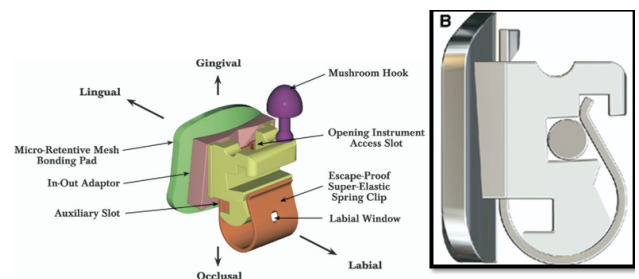 Gingival
Lingual
Mushroom Hook
Micro-Retentive Mesh
Bonding Pad
Opening Instrument
Access Slot
In-Out Adaptor
Escape-Proof
Super-Elastic
Spring Clip
Auxiliary Slot
Labial Window
Labial
Occlusal
B